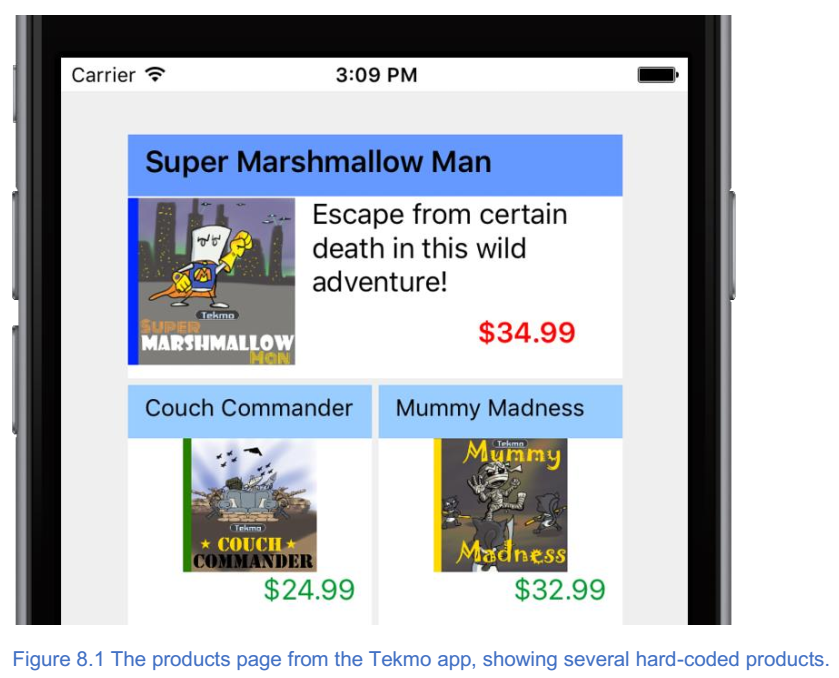 Carrier 3:09 PM
Super Marshmallow Man
Escape from certain
death in this wild
adventure!
Tekmo
SUPER
MARSHMALLOW
MAN
$34.99
Couch Commander
Tekmo
COUCH
COMMANDER
$24.99
Mummy Madness
Tekmo
Mummy
Madness
$32.99
Figure 8.1 The products page from the Tekmo app, showing several hard-coded products.